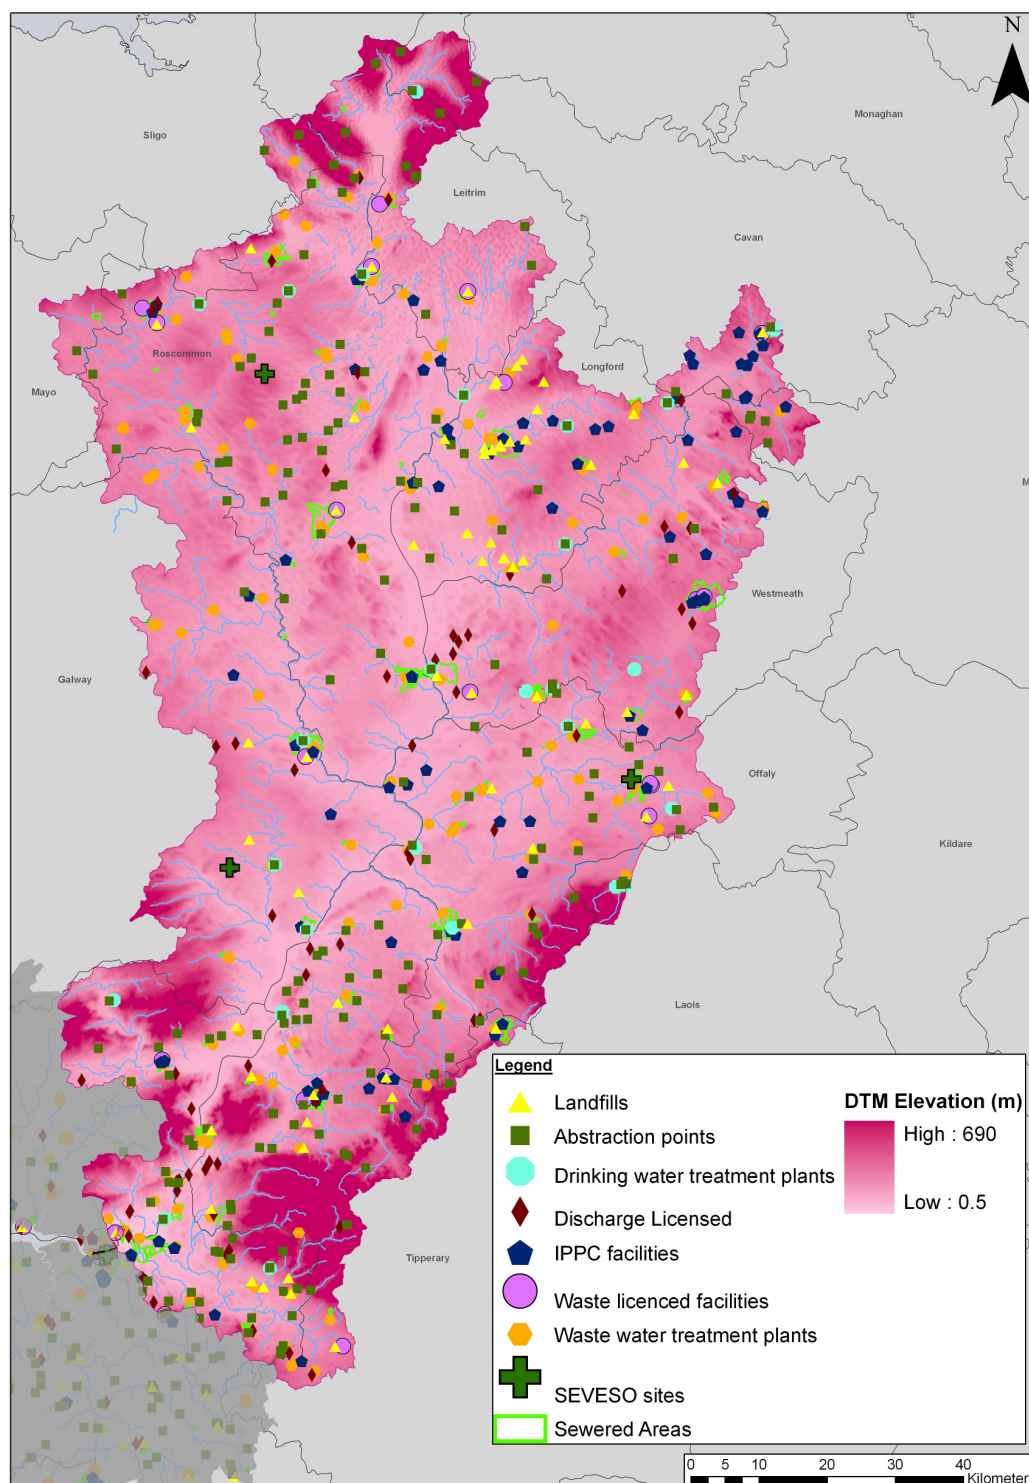 N
Monaghan
Sligo
Leitrim
Cavan
Roscommon
Longford
Mayo
Westmeath
Galway
Offaly
Kildare
Laois
Tipperary
Legend
Landfills
Abstraction points
Drinking water treatment plants
Discharge Licensed
IPPC facilities
Waste licenced facilities
Waste water treatment plants
SEVESO sites
Sewered Areas
DTM Elevation (m)
High : 690
Low : 0.5
0 5 10 20 30 40
Kilometer